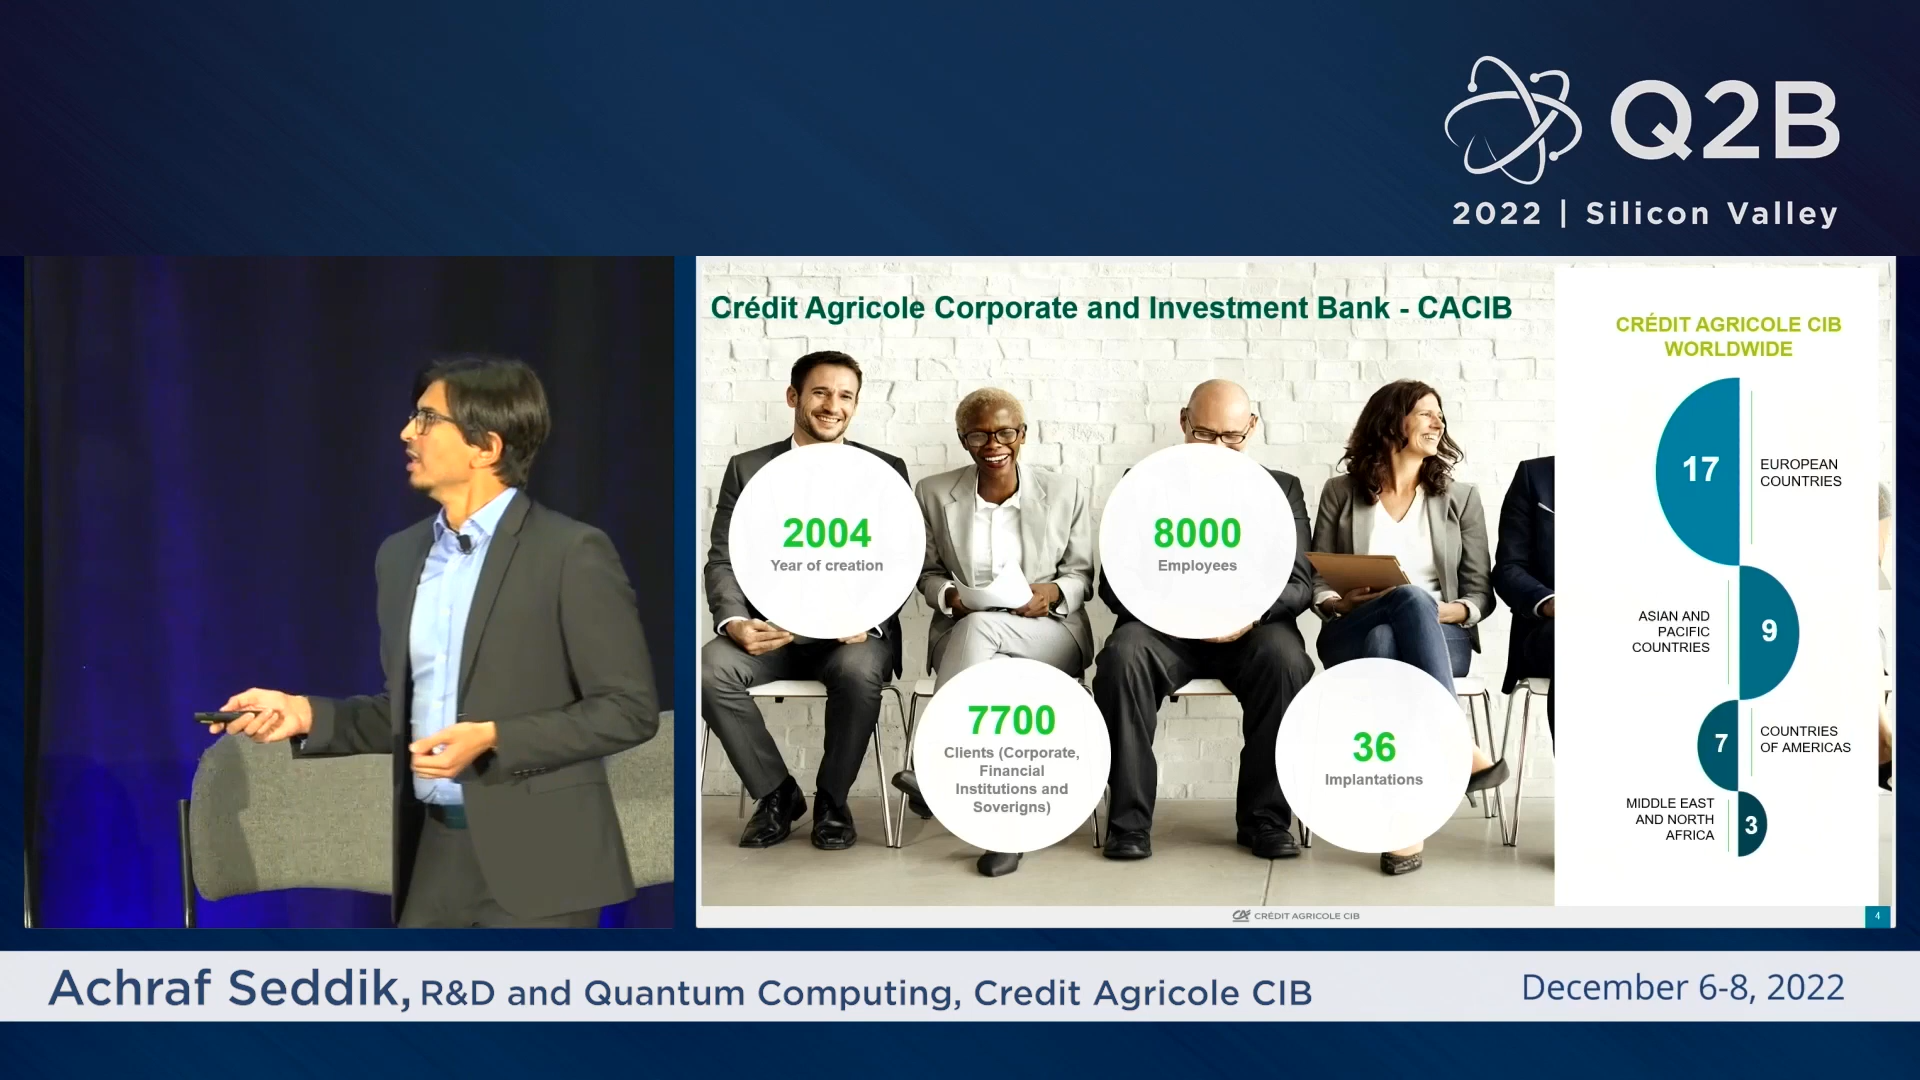 Q2B
2022 | Silicon Valley
Crédit Agricole Corporate and Investment Bank - CACIB
2004
Year of creation
8000
Employees
7700
Clients (Corporate,
Financial
Institutions and
Soverigns)
36
Implantations
CRÉDIT AGRICOLE CIB
WORLDWIDE
17
EUROPEAN
COUNTRIES
ASIAN AND
PACIFIC
COUNTRIES
9
7
COUNTRIES
OF AMERICAS
MIDDLE EAST
AND NORTH
AFRICA
3
CA CRÉDIT AGRICOLE CIB
4
Achraf Seddik, R&D and Quantum Computing, Credit Agricole CIB
December 6-8, 2022